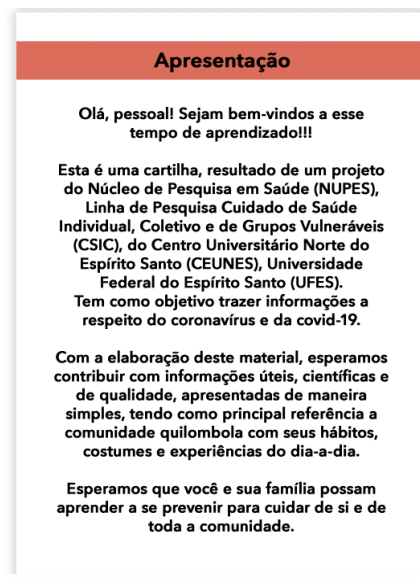 Apresentação
Olá, pessoal! Sejam bem-vindos a esse
tempo de aprendizado!!!
Esta é uma cartilha, resultado de um projeto
do Núcleo de Pesquisa em Saúde (NUPES),
Linha de Pesquisa Cuidado de Saúde
Individual, Coletivo e de Grupos Vulneráveis
(CSIC), do Centro Universitário Norte do
Espírito Santo (CEUNES), Universidade
Federal do Espírito Santo (UFES).
Tem como objetivo trazer informações a
respeito do coronavírus e da covid-19.
Com a elaboração deste material, esperamos
contribuir com informações úteis, científicas e
de qualidade, apresentadas de maneira
simples, tendo como principal referência a
comunidade quilombola com seus hábitos,
costumes e experiências do dia-a-dia.
Esperamos que você e sua família possam
aprender a se prevenir para cuidar de si e de
toda a comunidade.